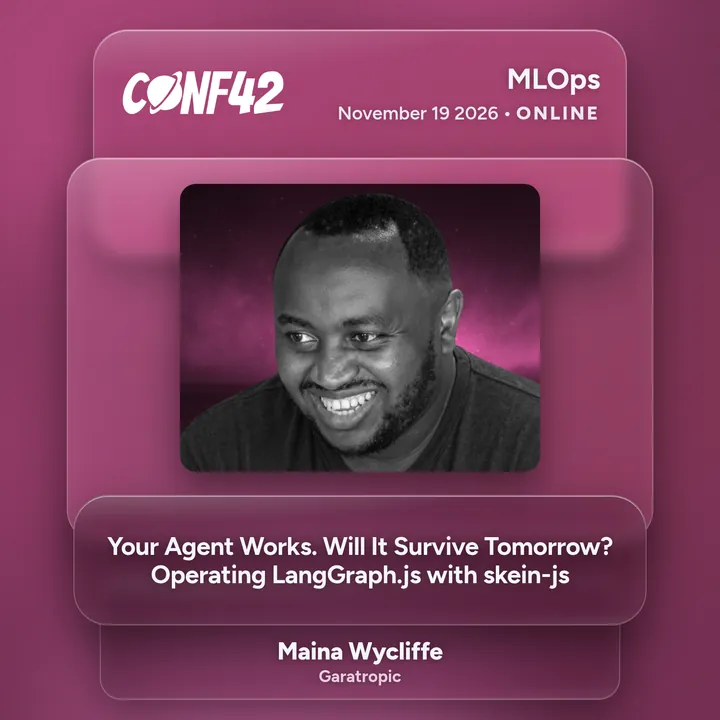 CONF42
MLOps
November 19 2026 • ONLINE
Your Agent Works. Will It Survive Tomorrow?
Operating LangGraph.js with skein-js
Maina Wycliffe
Garatropic